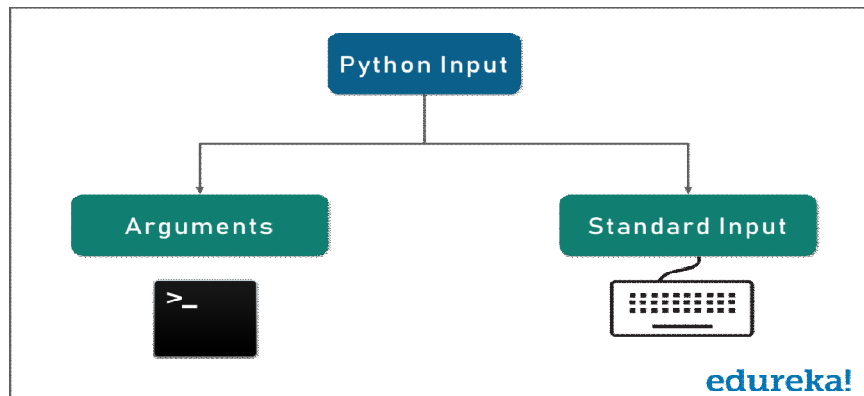 Python Input
Arguments
Standard Input
>_
edureka!